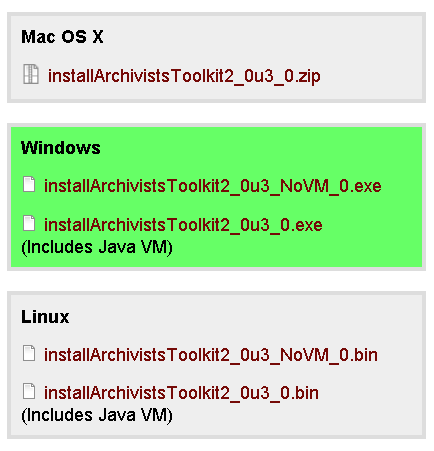 Mac OS X
installArchivistsToolkit2_0u3_0.zip
Windows
installArchivistsToolkit2_0u3_NoVM_0.exe
installArchivistsToolkit2_0u3_0.exe
(Includes Java VM)
Linux
installArchivistsToolkit2_0u3_NoVM_0.bin
installArchivistsToolkit2_0u3_0.bin
(Includes Java VM)